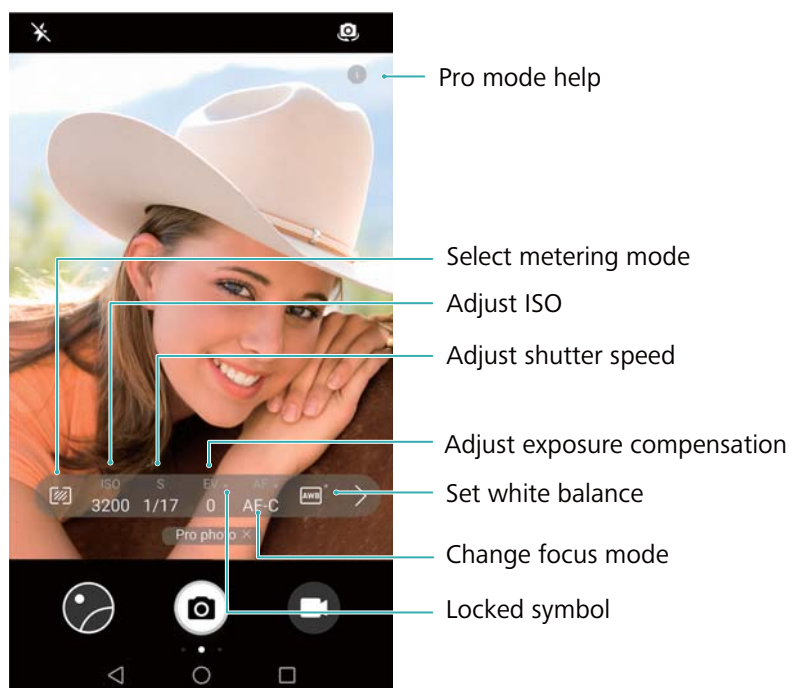 Pro mode help
Select metering mode
Adjust ISO
Adjust shutter speed
Adjust exposure compensation
ISO S EV AF
3200 1/17 0 AF-C AWB
Set white balance
Pro photo ×
Change focus mode
Locked symbol